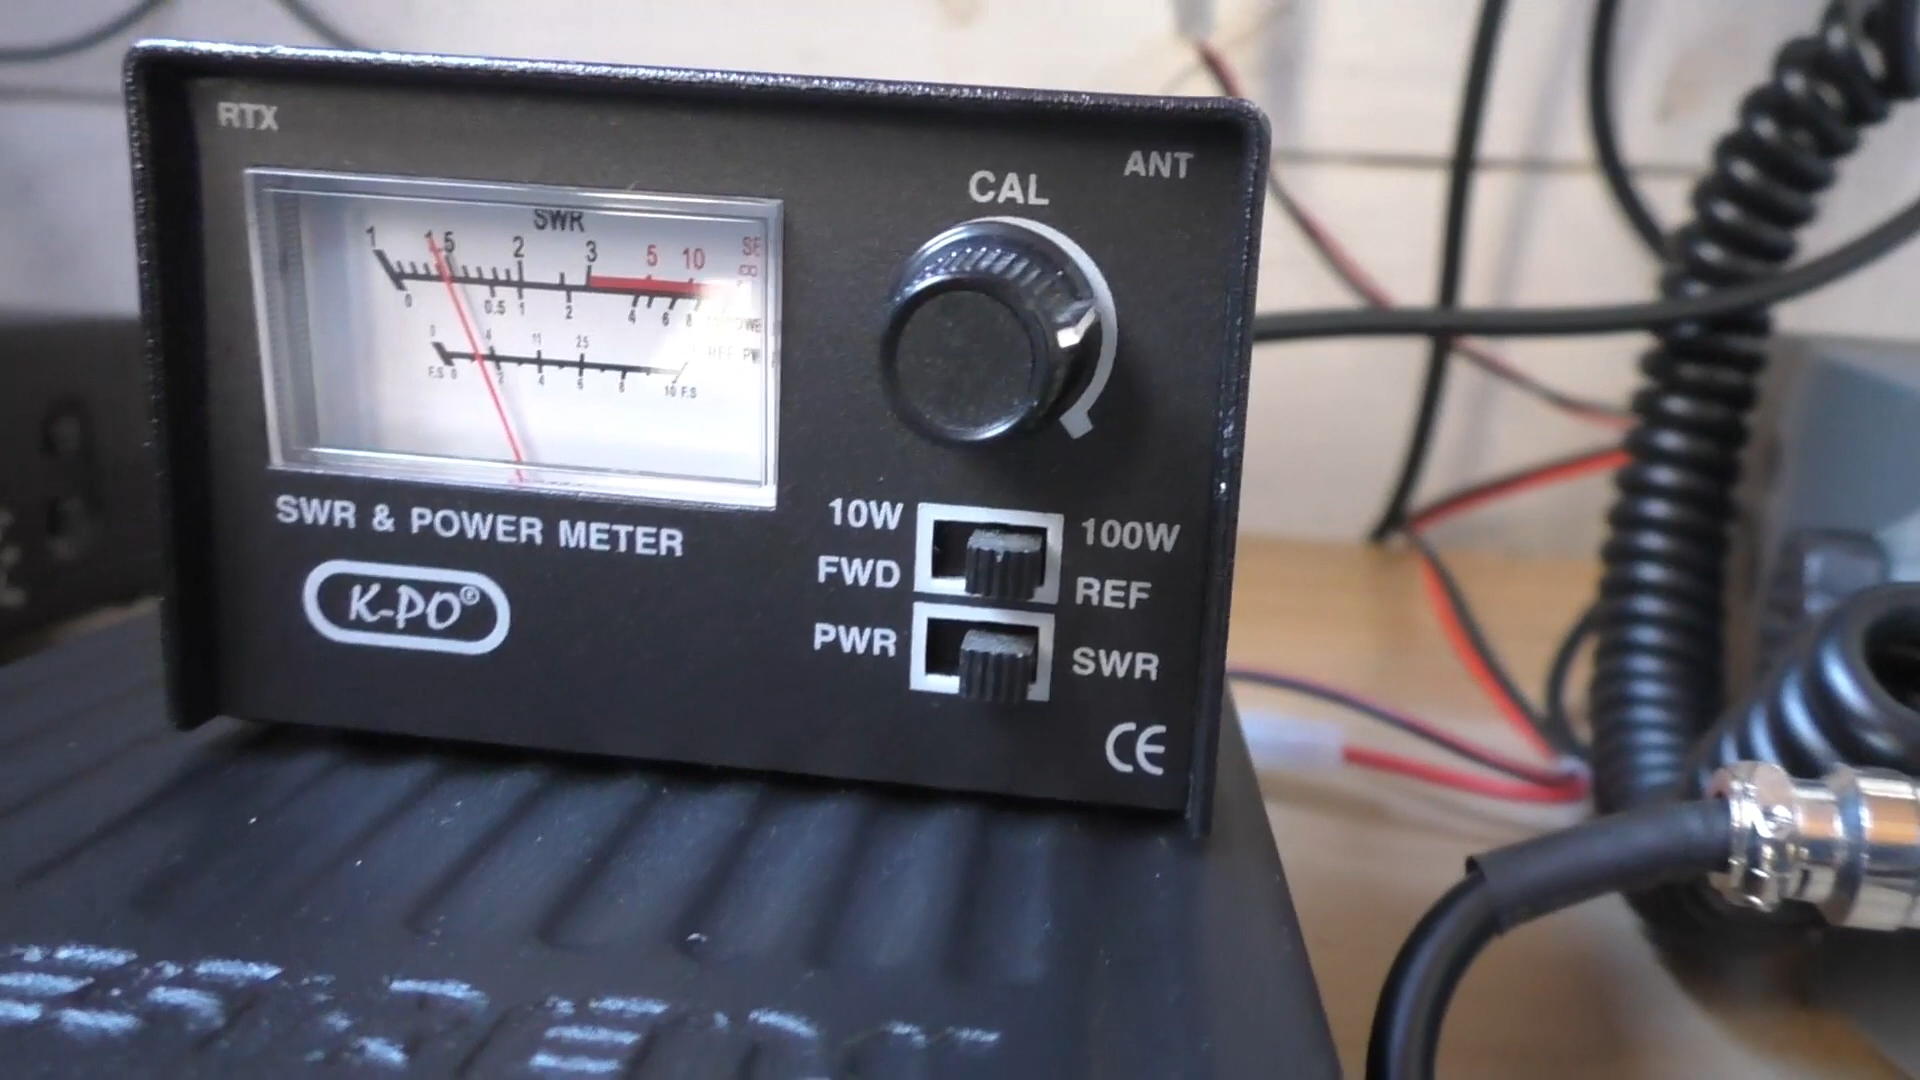 RTX
ANT
CAL
SWR
1 1.5 2 3 5 10
∞
0 0.5 1 2 4 6 8
0 4 11 25
F.S 0 2 4 6 8 10 F.S
SWR & POWER METER
K-PO®
10W 100W
FWD REF
PWR SWR
CE